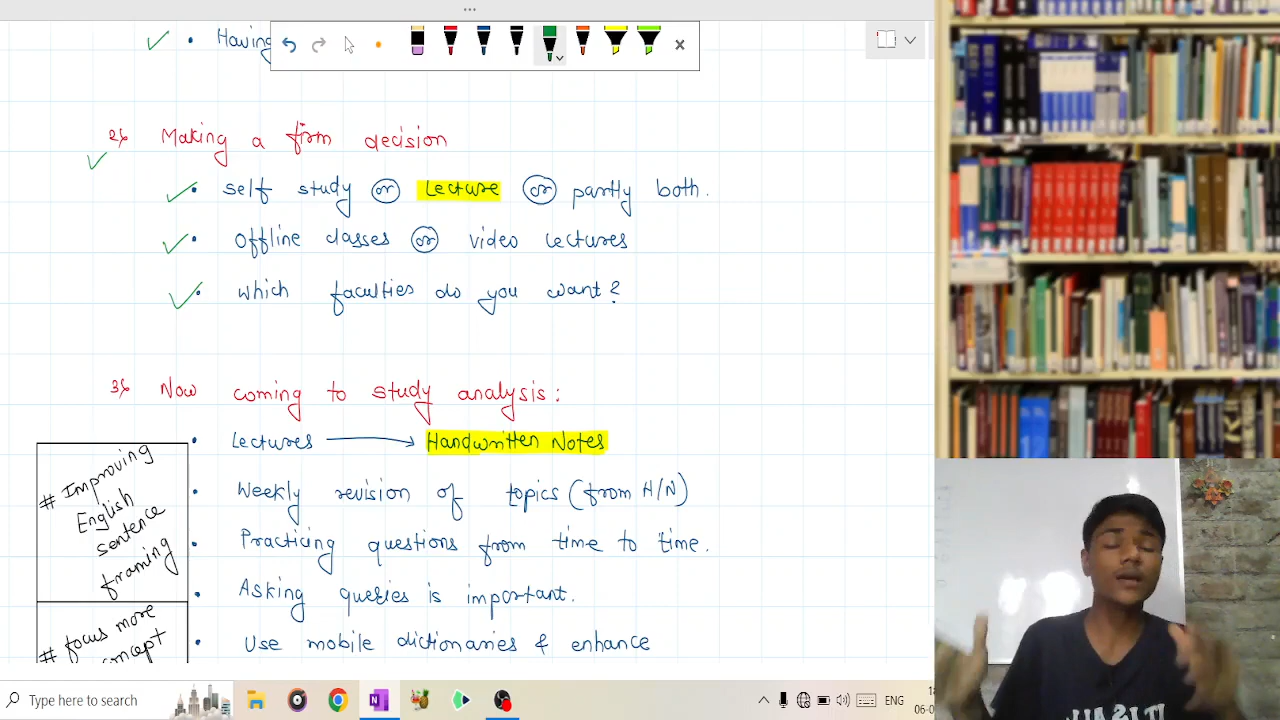 • Having
2. Making a firm decision
• self study or Lecture or partly both.
• Offline classes or video lectures
• which faculties do you want?
3. Now coming to study analysis:
• Lectures → Handwritten Notes
• Weekly revision of topics (from H/N)
• Practicing questions from time to time.
• Asking queries is important.
• Use mobile dictionaries & enhance
# Improving
English
sentence
framing
# focus more
concept
Type here to search
ENG